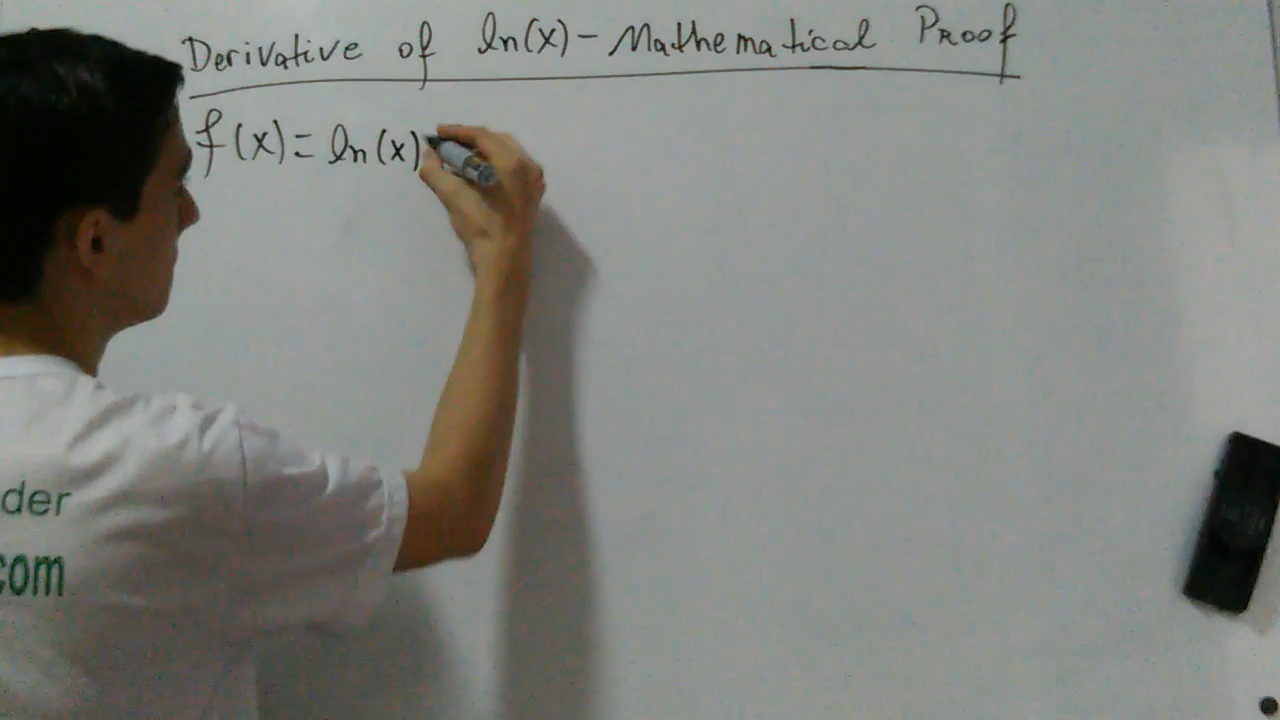 Derivative of ln(x) - Mathematical Proof
f(x) = ln(x)
der
com